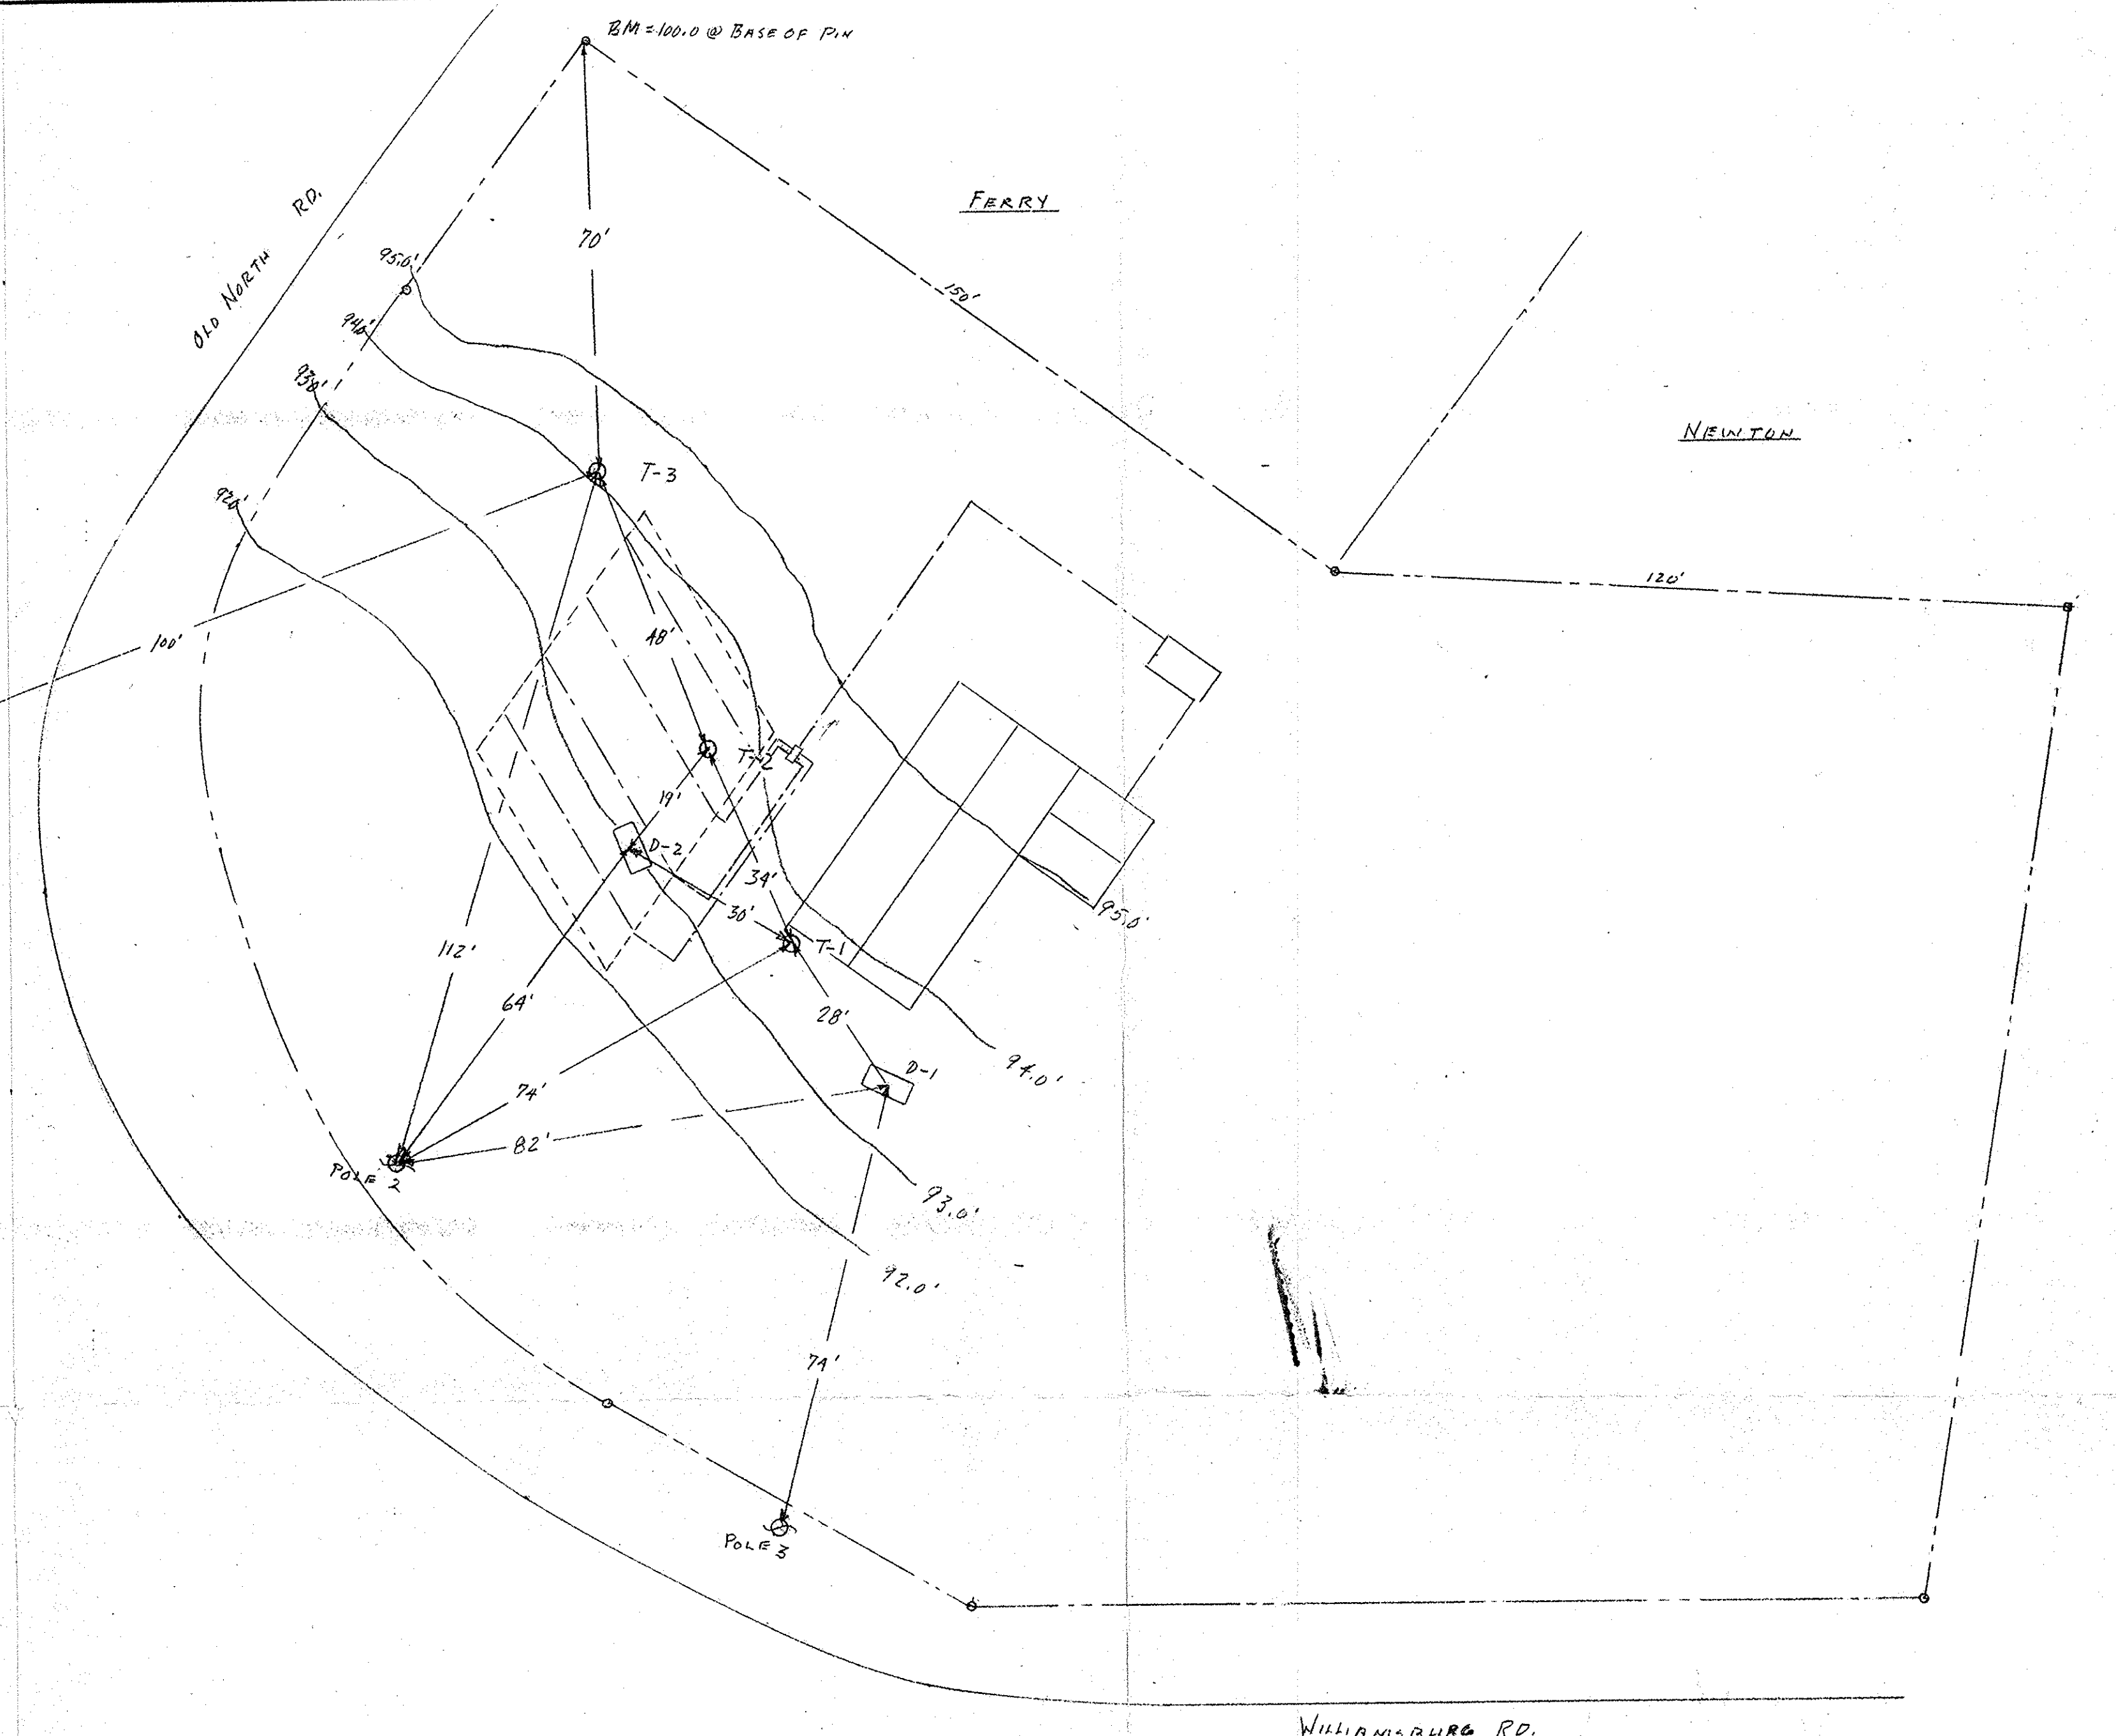 BM = 100.0 @ BASE OF PIN
OLD NORTH RD.
FERRY
70'
95.0'
150'
94.0'
93.0'
NEWTON
T-3
92.0'
120'
48'
100'
T-2
19'
D-2
34'
30'
95.0'
T-1
112'
64'
28'
94.0'
D-1
74'
82'
POLE 2
93.0'
92.0'
74'
POLE 3
WILLIAMSBURG RD.